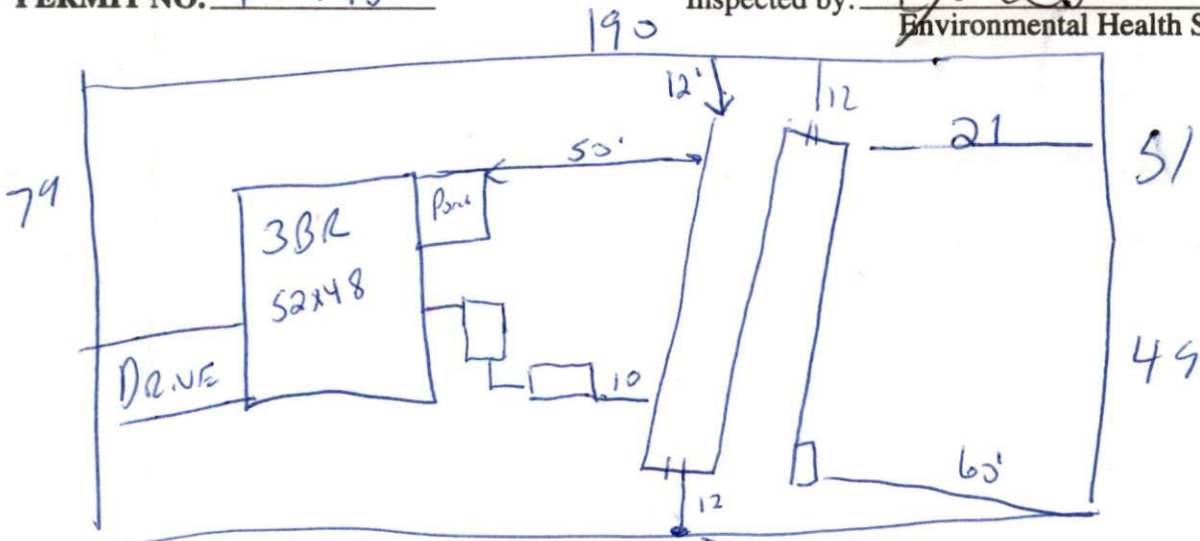 PERMIT NO.
Inspected by:
Environmental Health S
190
12'
12
50'
21
51
79
3BR
52x48
DRIVE
10
49
60'
12